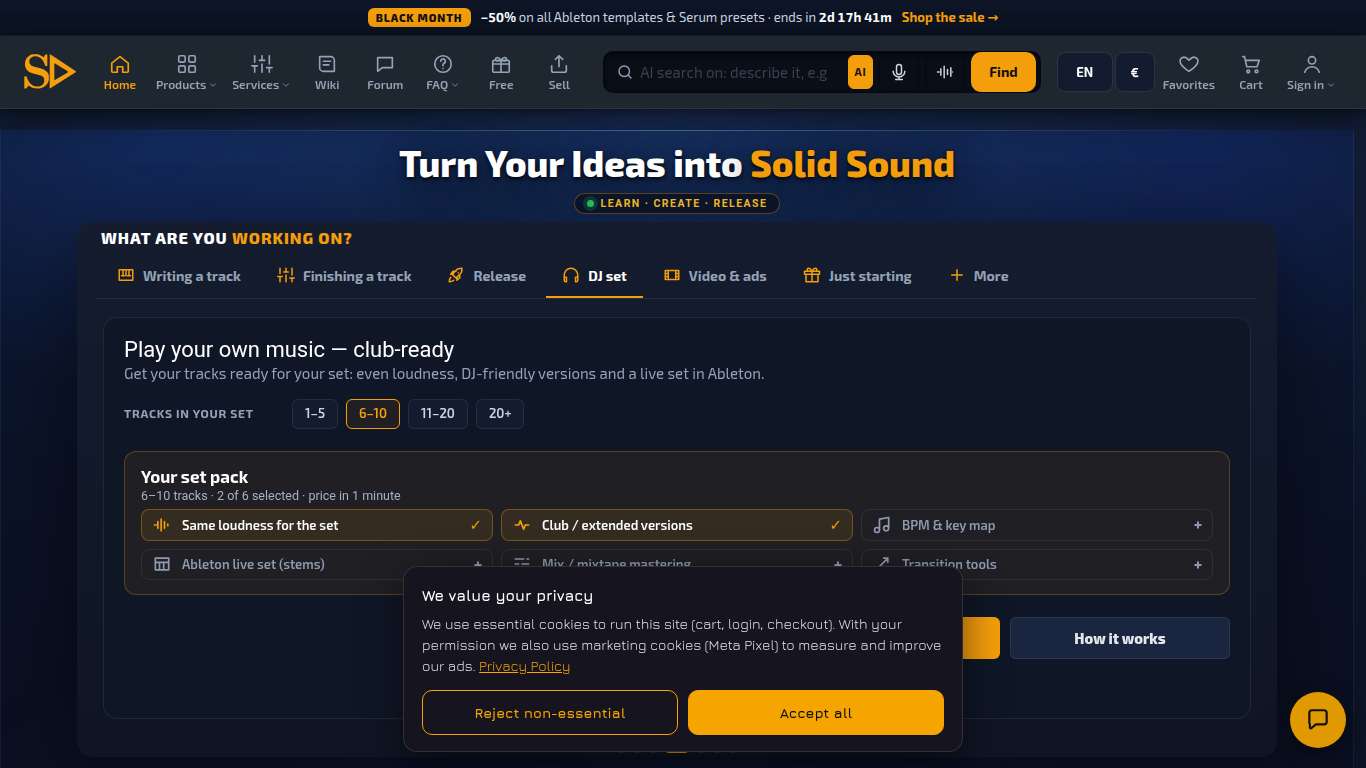 BLACK MONTH −50% on all Ableton templates & Serum presets · ends in 2d 17h 41m Shop the sale →
SD
Home Products Services Wiki Forum FAQ Free Sell
AI search on: describe it, e.g AI Find
EN € Favorites Cart Sign in
Turn Your Ideas into Solid Sound
LEARN · CREATE · RELEASE
WHAT ARE YOU WORKING ON?
Writing a track Finishing a track Release DJ set Video & ads Just starting More
Play your own music — club-ready
Get your tracks ready for your set: even loudness, DJ-friendly versions and a live set in Ableton.
TRACKS IN YOUR SET 1–5 6–10 11–20 20+
Your set pack
6–10 tracks · 2 of 6 selected · price in 1 minute
Same loudness for the set ✓ Club / extended versions ✓ BPM & key map +
Ableton live set (stems) + Mix / mixtape mastering + Transition tools +
How it works
We value your privacy
We use essential cookies to run this site (cart, login, checkout). With your
permission we also use marketing cookies (Meta Pixel) to measure and improve
our ads. Privacy Policy
Reject non-essential Accept all